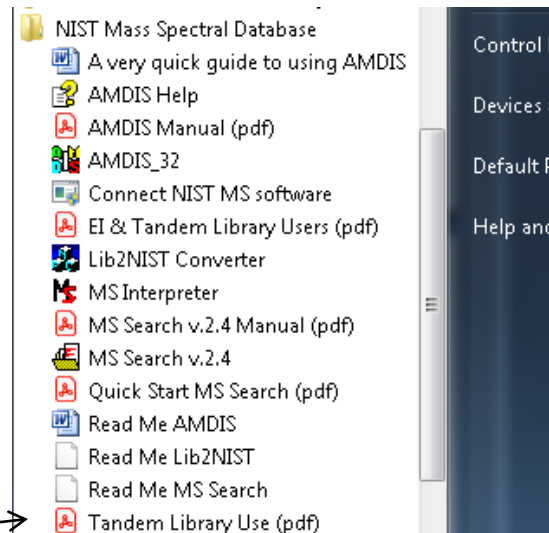 NIST Mass Spectral Database
A very quick guide to using AMDIS
AMDIS Help
AMDIS Manual (pdf)
AMDIS_32
Connect NIST MS software
EI & Tandem Library Users (pdf)
Lib2NIST Converter
MS Interpreter
MS Search v.2.4 Manual (pdf)
MS Search v.2.4
Quick Start MS Search (pdf)
Read Me AMDIS
Read Me Lib2NIST
Read Me MS Search
Tandem Library Use (pdf)
Control
Devices
Default
Help and